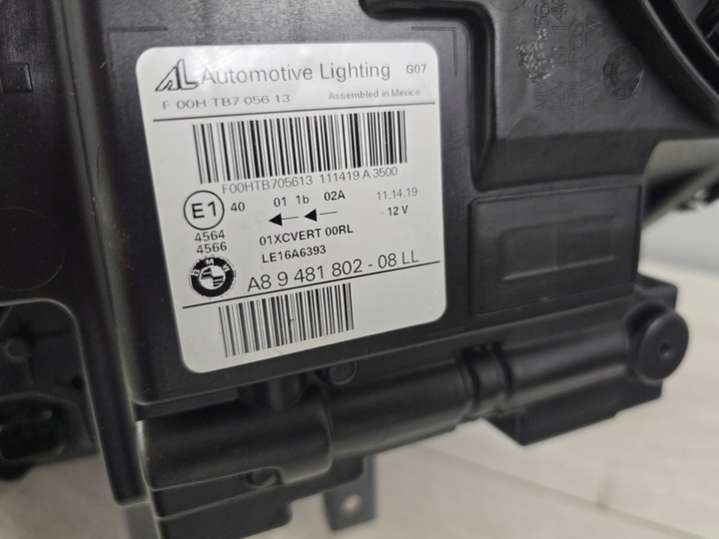 AL Automotive Lighting G07
F 00H TB7 056 13 Assembled in Mexico
F00HTB705613 111419 A 3500
E1 40 01 1b 02A 11.14.19
12 V
4564
4566
01XCVERT 00RL
LE16A6393
BMW
A8 9 481 802 - 08 LL